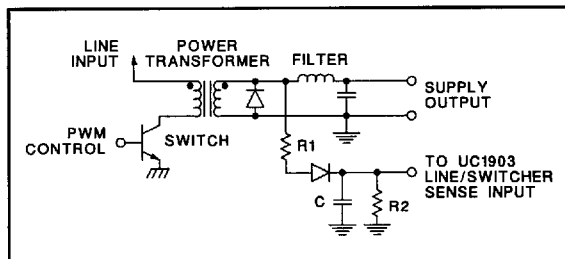 LINE
INPUT
POWER
TRANSFORMER
FILTER
SUPPLY
OUTPUT
PWM
CONTROL
SWITCH
R1
TO UC1903
LINE/SWITCHER
SENSE INPUT
C
R2